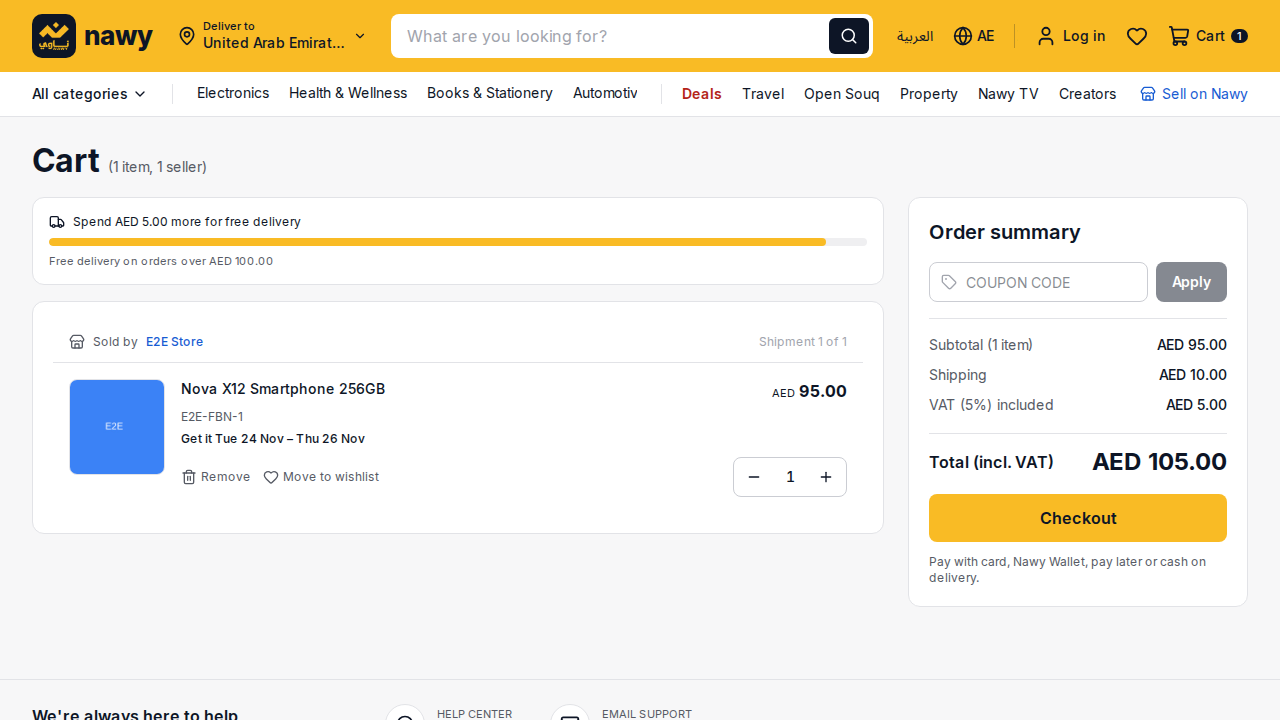 نـاوي
NAWY
nawy
Deliver to
United Arab Emirat...
What are you looking for?
العربية
AE
Log in
Cart 1
All categories
Electronics
Health & Wellness
Books & Stationery
Automotiv
Deals
Travel
Open Souq
Property
Nawy TV
Creators
Sell on Nawy
Cart (1 item, 1 seller)
Spend AED 5.00 more for free delivery
Free delivery on orders over AED 100.00
Sold by E2E Store
Shipment 1 of 1
E2E
Nova X12 Smartphone 256GB
AED 95.00
E2E-FBN-1
Get it Tue 24 Nov – Thu 26 Nov
Remove
Move to wishlist
− 1 +
Order summary
COUPON CODE
Apply
Subtotal (1 item) AED 95.00
Shipping AED 10.00
VAT (5%) included AED 5.00
Total (incl. VAT) AED 105.00
Checkout
Pay with card, Nawy Wallet, pay later or cash on
delivery.
We're always here to help
HELP CENTER
EMAIL SUPPORT